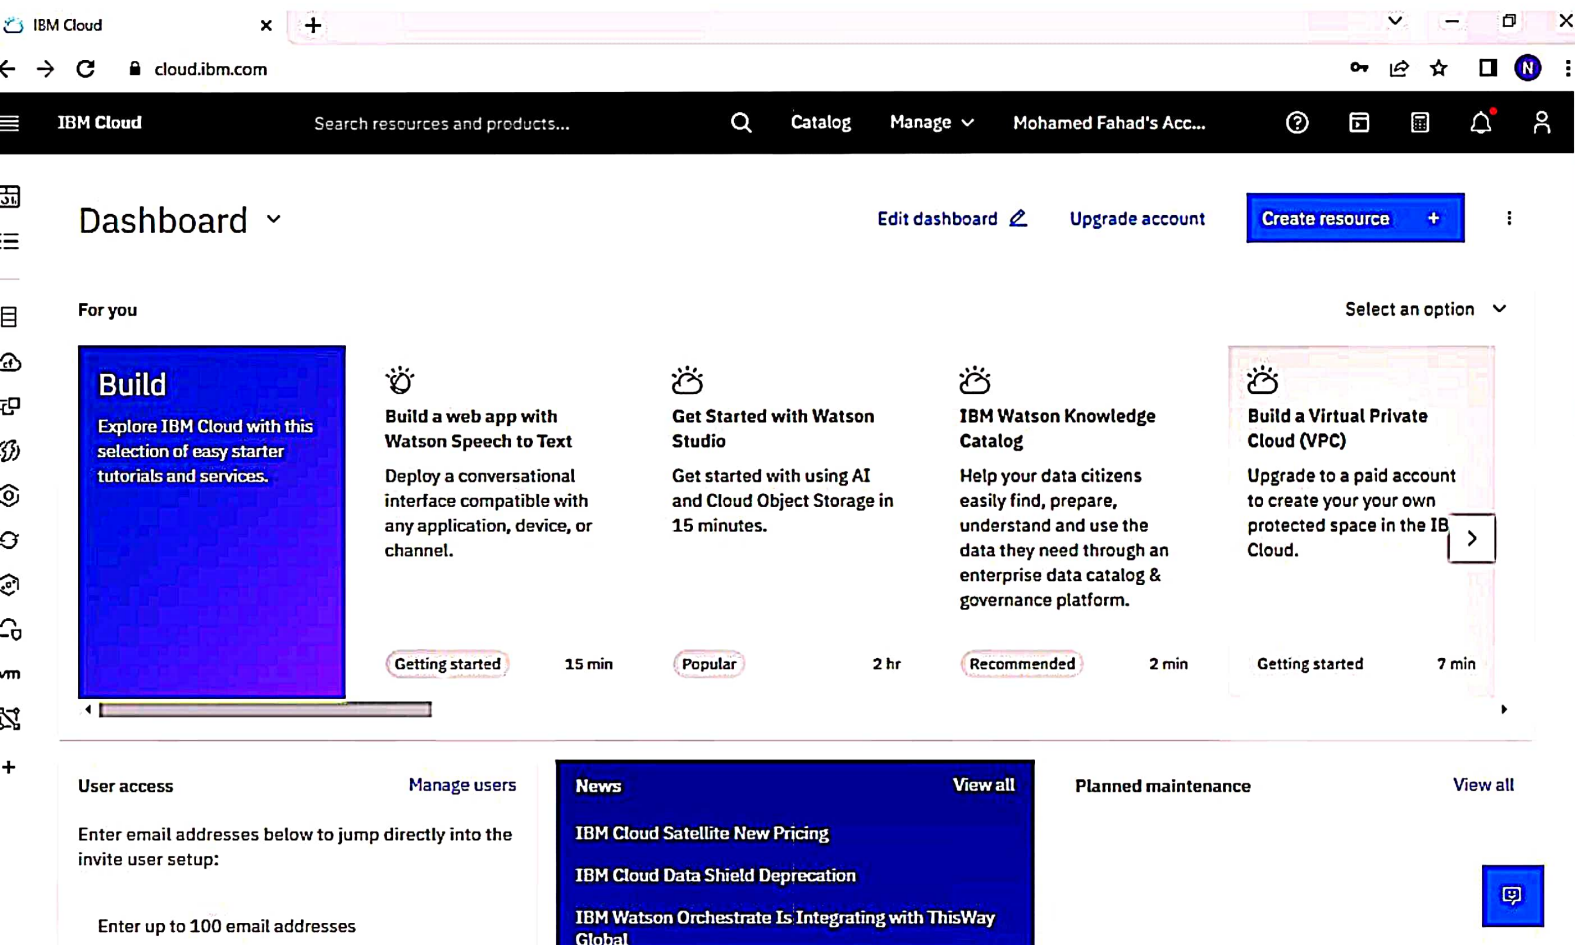 IBM Cloud
cloud.ibm.com
N
IBM Cloud
Search resources and products...
Catalog
Manage
Mohamed Fahad's Acc...
Dashboard
Edit dashboard
Upgrade account
Create resource +
For you
Select an option
Build
Explore IBM Cloud with this
selection of easy starter
tutorials and services.
Build a web app with
Watson Speech to Text
Deploy a conversational
interface compatible with
any application, device, or
channel.
Getting started
15 min
Get Started with Watson
Studio
Get started with using AI
and Cloud Object Storage in
15 minutes.
Popular
2 hr
IBM Watson Knowledge
Catalog
Help your data citizens
easily find, prepare,
understand and use the
data they need through an
enterprise data catalog &
governance platform.
Recommended
2 min
Build a Virtual Private
Cloud (VPC)
Upgrade to a paid account
to create your your own
protected space in the IB
Cloud.
Getting started
7 min
vm
User access
Manage users
Enter email addresses below to jump directly into the
invite user setup:
Enter up to 100 email addresses
News
View all
IBM Cloud Satellite New Pricing
IBM Cloud Data Shield Deprecation
IBM Watson Orchestrate Is Integrating with ThisWay
Global
Planned maintenance
View all